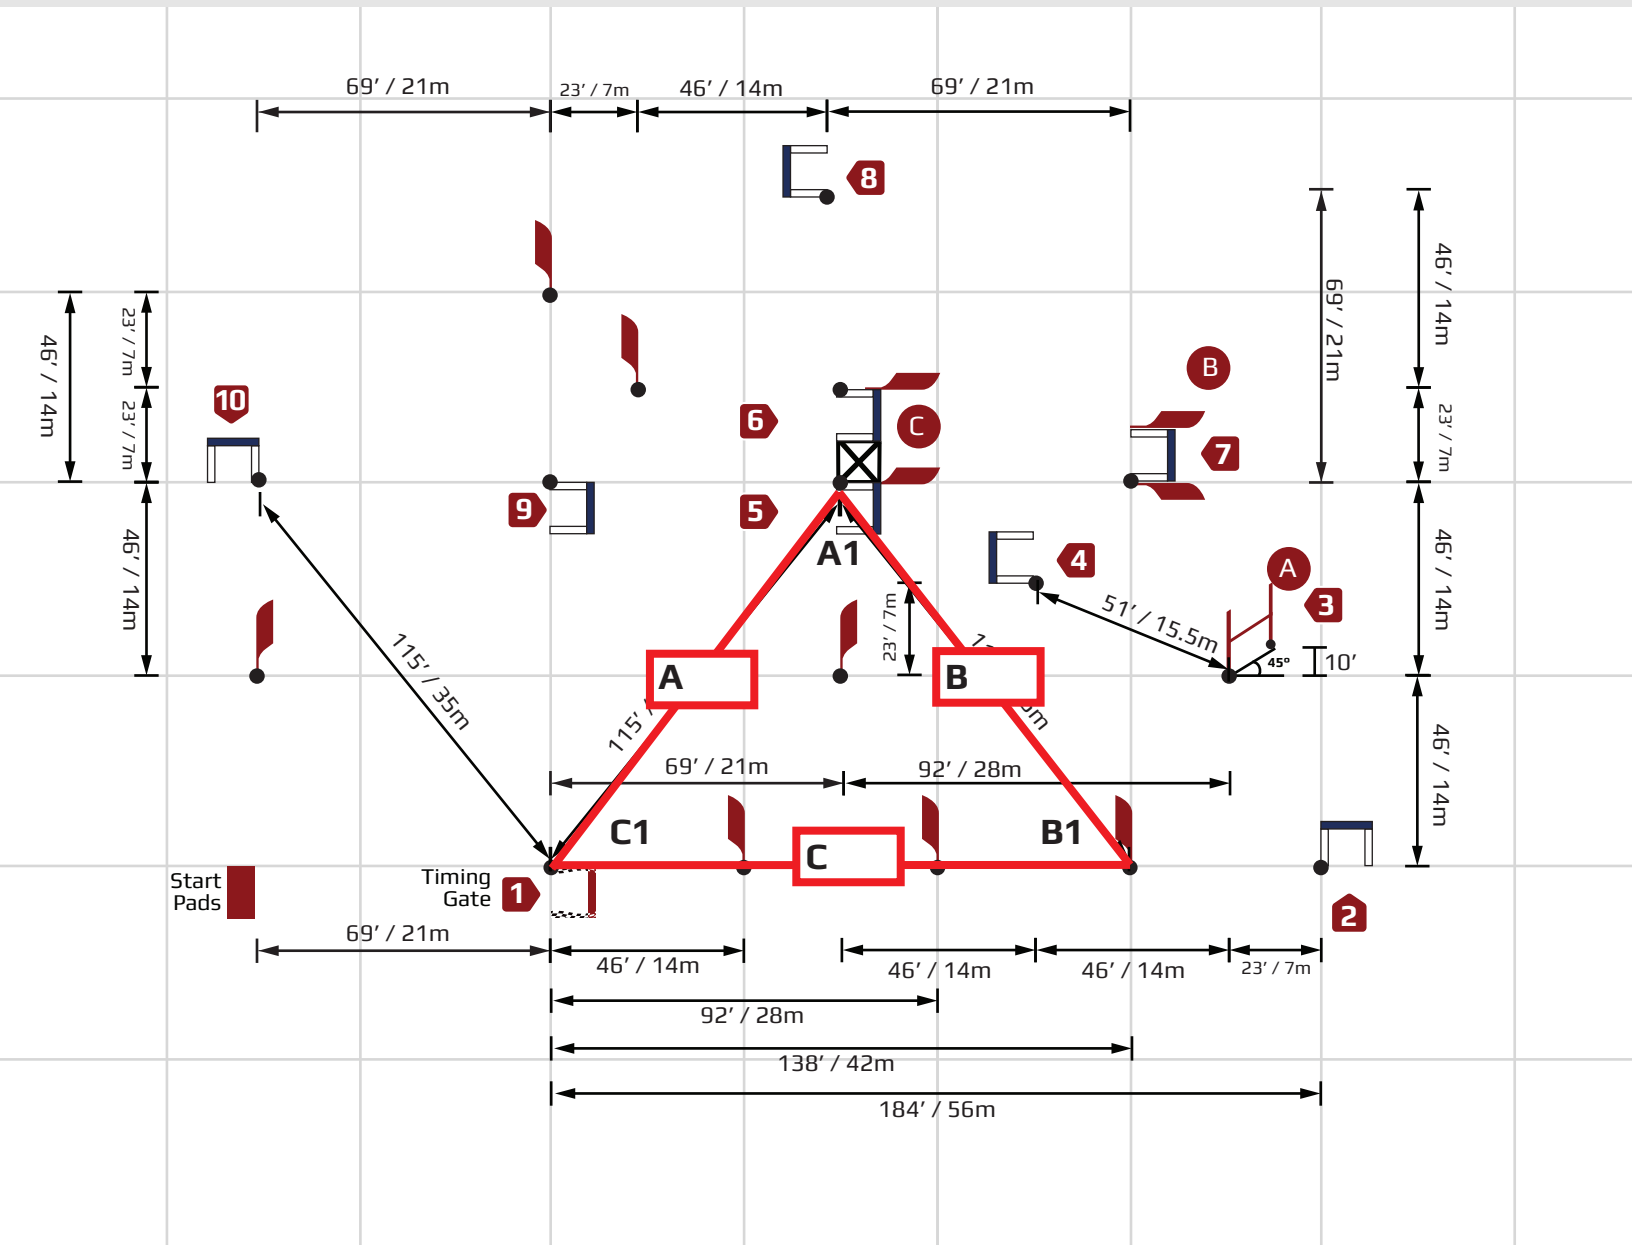 69’ / 21m
23’ / 7m
46’ / 14m
69’ / 21m
8
46’ / 14m
69’ / 21m
23’ / 7m
46’ / 14m
B
10
23’ / 7m
6
C
7
23’ / 7m
9
5
A1
4
A
3
46’ / 14m
46’ / 14m
51’ / 15.5m
23’ / 7m
45°
10’
115’ / 35m
A
B
115’ /
69’ / 21m
92’ / 28m
46’ / 14m
C1
B1
C
Start
Pads
Timing
Gate
1
2
69’ / 21m
46’ / 14m
46’ / 14m
46’ / 14m
23’ / 7m
92’ / 28m
138’ / 42m
184’ / 56m